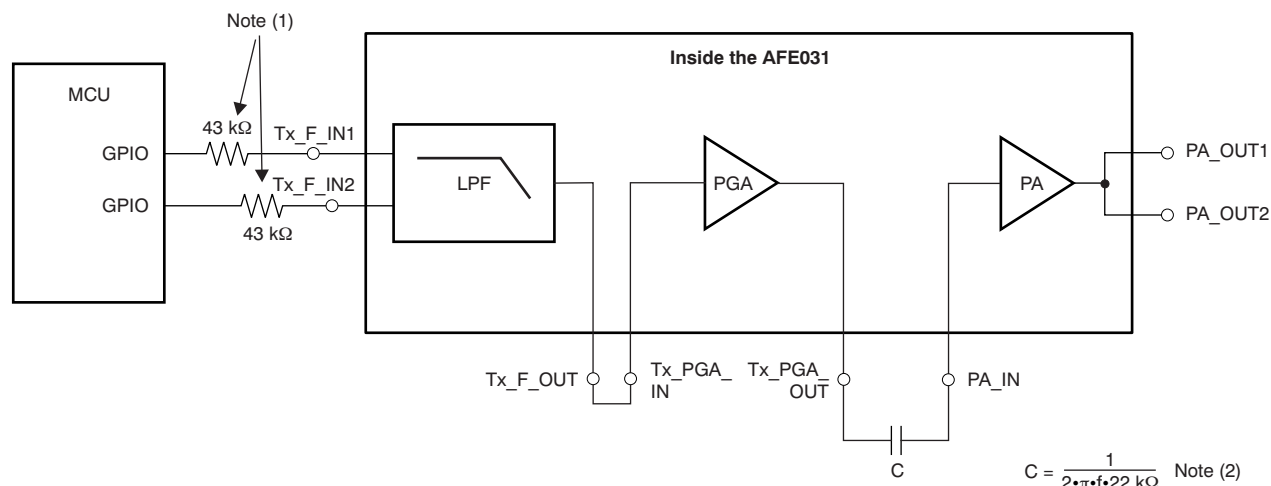 Note (1)
Inside the AFE031
MCU
43 kΩ
Tx_F_IN1
GPIO
Tx_F_IN2
GPIO
43 kΩ
LPF
PGA
PA
PA_OUT1
PA_OUT2
Tx_F_OUT
Tx_PGA_
IN
Tx_PGA_
OUT
PA_IN
C
C = 1 / 2•π•f•22 kΩ Note (2)